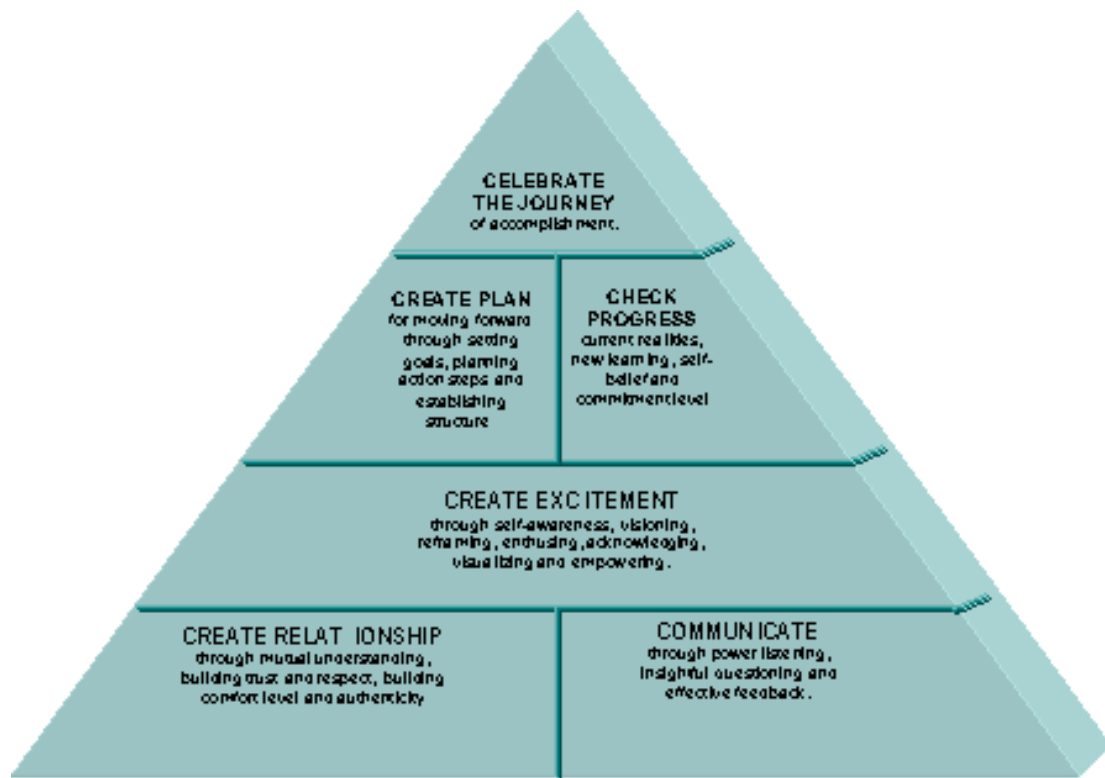 CELEBRATE
THE JOURNEY
of accomplishment.
CREATE PLAN
for moving forward
through setting
goals, planning
action steps and
establishing
structure
CHECK
PROGRESS
current realities,
new learning, self-
belief and
commitment level
CREATE EXCITEMENT
through self-awareness, visioning,
reframing, enthusing, acknowledging,
visualizing and empowering.
CREATE RELAT IONSHIP
through mutual understanding,
building trust and respect, building
comfort level and authenticity
COMMUNICATE
through power listening,
insightful questioning and
effective feedback.